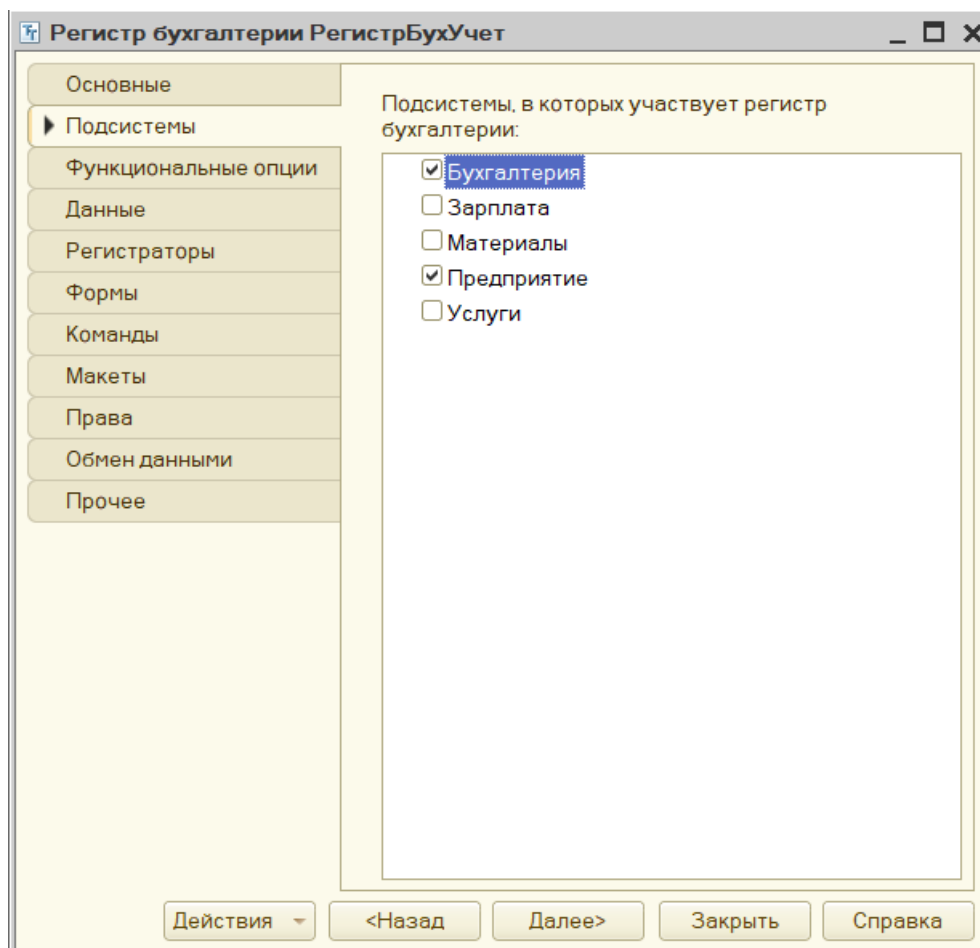 Регистр бухгалтерии РегистрБухУчет
Основные
Подсистемы
Функциональные опции
Данные
Регистраторы
Формы
Команды
Макеты
Права
Обмен данными
Прочее
Подсистемы, в которых участвует регистр
бухгалтерии:
Бухгалтерия
Зарплата
Материалы
Предприятие
Услуги
Действия
<Назад
Далее>
Закрыть
Справка